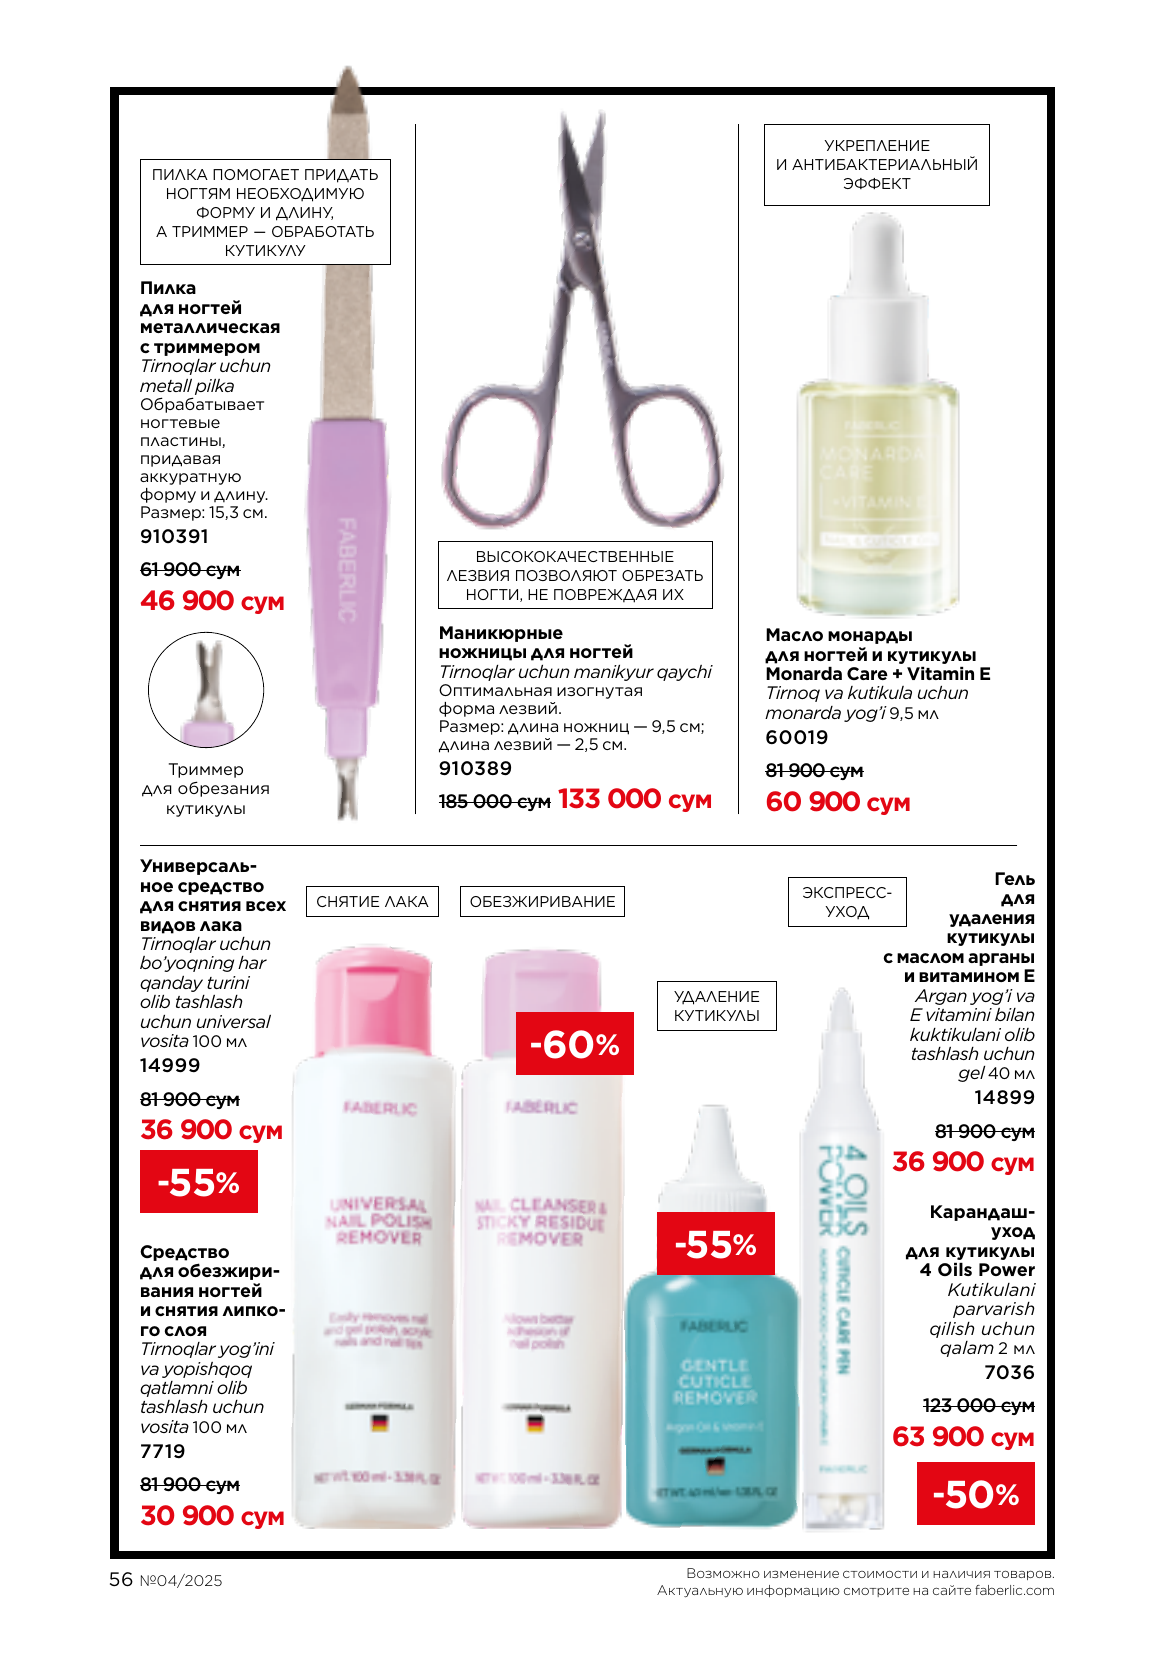 ПИЛКА ПОМОГАЕТ ПРИДАТЬ
НОГТЯМ НЕОБХОДИМУЮ
ФОРМУ И ДЛИНУ,
А ТРИММЕР — ОБРАБОТАТЬ
КУТИКУЛУ
Пилка
для ногтей
металлическая
с триммером
Tirnoqlar uchun
metall pilka
Обрабатывает
ногтевые
пластины,
придавая
аккуратную
форму и длину.
Размер: 15,3 см.
910391
61 900 сум
46 900 сум
Триммер
для обрезания
кутикулы
FABERLIC
ВЫСОКОКАЧЕСТВЕННЫЕ
ЛЕЗВИЯ ПОЗВОЛЯЮТ ОБРЕЗАТЬ
НОГТИ, НЕ ПОВРЕЖДАЯ ИХ
Маникюрные
ножницы для ногтей
Tirnoqlar uchun manikyur qaychi
Оптимальная изогнутая
форма лезвий.
Размер: длина ножниц — 9,5 см;
длина лезвий — 2,5 см.
910389
185 000 сум 133 000 сум
УКРЕПЛЕНИЕ
И АНТИБАКТЕРИАЛЬНЫЙ
ЭФФЕКТ
FABERLIC
MONARDA
CARE
+VITAMIN E
NAIL & CUTICLE OIL
Масло монарды
для ногтей и кутикулы
Monarda Care + Vitamin E
Tirnoq va kutikula uchun
monarda yog’i 9,5 мл
60019
81 900 сум
60 900 сум
Универсаль-
ное средство
для снятия всех
видов лака
Tirnoqlar uchun
bo’yoqning har
qanday turini
olib tashlash
uchun universal
vosita 100 мл
14999
81 900 сум
36 900 сум
-55%
Средство
для обезжири-
вания ногтей
и снятия липко-
го слоя
Tirnoqlar yog’ini
va yopishqoq
qatlamni olib
tashlash uchun
vosita 100 мл
7719
81 900 сум
30 900 сум
СНЯТИЕ ЛАКА
FABERLIC
UNIVERSAL
NAIL POLISH
REMOVER
Easily removes nail
and gel polish, acrylic
nails and nail tips
GERMAN FORMULA
NET WT. 100 ml - 3.38 FL. OZ
ОБЕЗЖИРИВАНИЕ
-60%
FABERLIC
NAIL CLEANSER &
STICKY RESIDUE
REMOVER
Allows better
adhesion of
nail polish
GERMAN FORMULA
NET WT. 100 ml - 3.38 FL. OZ
УДАЛЕНИЕ
КУТИКУЛЫ
-55%
FABERLIC
GENTLE
CUTICLE
REMOVER
Argan Oil & Vitamin E
GERMAN FORMULA
ЭКСПРЕСС-
УХОД
4 OILS
POWER
CUTICLE CARE PEN
FABERLIC
Гель
для
удаления
кутикулы
с маслом арганы
и витамином Е
Argan yog’i va
E vitamini bilan
kuktikulani olib
tashlash uchun
gel 40 мл
14899
81 900 сум
36 900 сум
Карандаш-
уход
для кутикулы
4 Oils Power
Kutikulani
parvarish
qilish uchun
qalam 2 мл
7036
123 000 сум
63 900 сум
-50%
56 №04/2025
Возможно изменение стоимости и наличия товаров.
Актуальную информацию смотрите на сайте faberlic.com